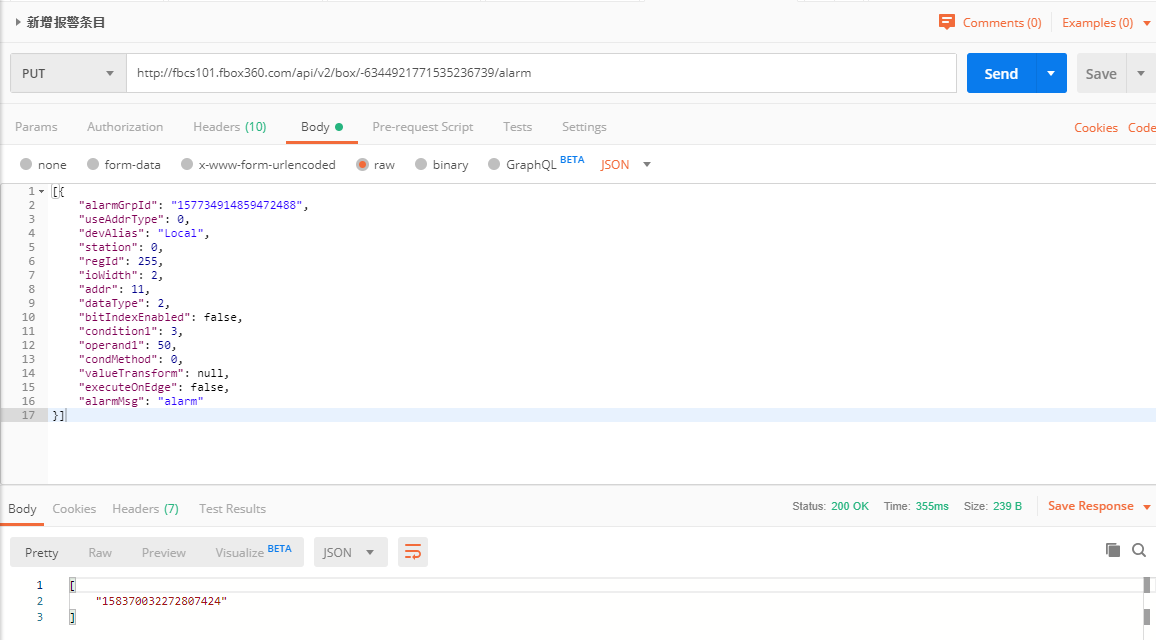 新增报警条目
Comments (0) Examples (0)
PUT http://fbcs101.fbox360.com/api/v2/box/-6344921771535236739/alarm Send Save
Params Authorization Headers (10) Body Pre-request Script Tests Settings Cookies Code
none form-data x-www-form-urlencoded raw binary GraphQL BETA JSON
1 [{
2 "alarmGrpId": "157734914859472488",
3 "useAddrType": 0,
4 "devAlias": "Local",
5 "station": 0,
6 "regId": 255,
7 "ioWidth": 2,
8 "addr": 11,
9 "dataType": 2,
10 "bitIndexEnabled": false,
11 "condition1": 3,
12 "operand1": 50,
13 "condMethod": 0,
14 "valueTransform": null,
15 "executeOnEdge": false,
16 "alarmMsg": "alarm"
17 }]
Body Cookies Headers (7) Test Results Status: 200 OK Time: 355ms Size: 239 B Save Response
Pretty Raw Preview Visualize BETA JSON
1 [
2 "158370032272807424"
3 ]